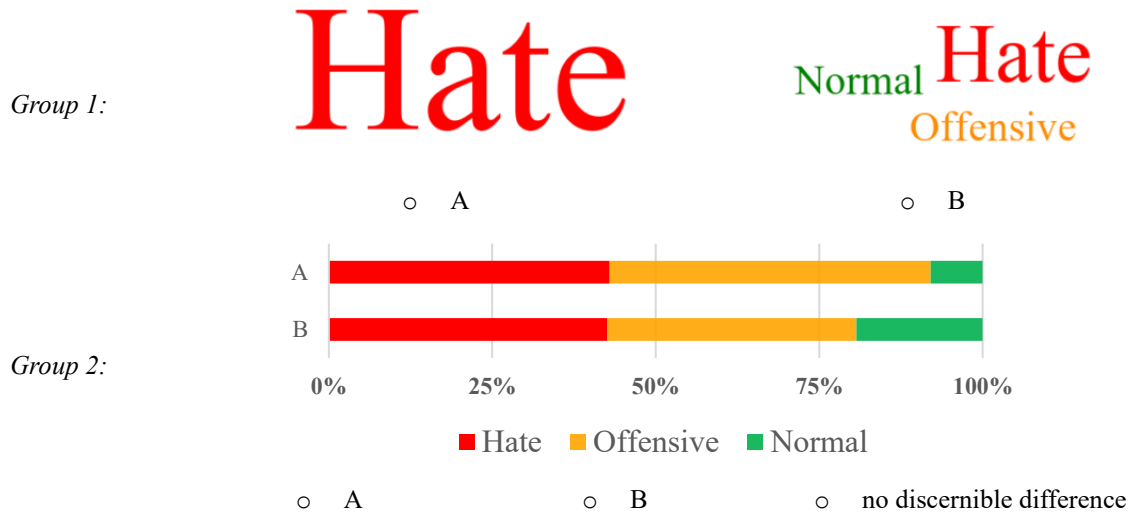 Hate
Hate
Normal
Group 1:
Offensive
○ A ○ B
A
B
Group 2:
0% 25% 50% 75% 100%
Hate Offensive Normal
○ A ○ B ○ no discernible difference